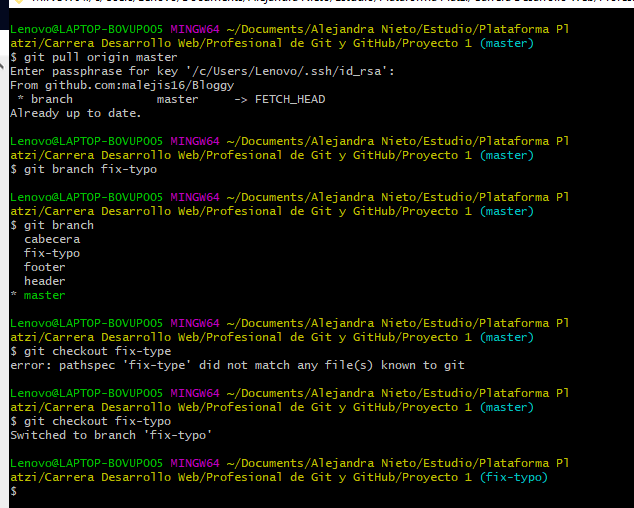 Lenovo@LAPTOP-BOVUPOO5 MINGW64 ~/Documents/Alejandra Nieto/Estudio/Plataforma Pl
atzi/Carrera Desarrollo Web/Profesional de Git y GitHub/Proyecto 1 (master)
$ git pull origin master
Enter passphrase for key '/c/Users/Lenovo/.ssh/id_rsa':
From github.com:malejis16/Bloggy
 * branch            master     -> FETCH_HEAD
Already up to date.
Lenovo@LAPTOP-BOVUPOO5 MINGW64 ~/Documents/Alejandra Nieto/Estudio/Plataforma Pl
atzi/Carrera Desarrollo Web/Profesional de Git y GitHub/Proyecto 1 (master)
$ git branch fix-typo
Lenovo@LAPTOP-BOVUPOO5 MINGW64 ~/Documents/Alejandra Nieto/Estudio/Plataforma Pl
atzi/Carrera Desarrollo Web/Profesional de Git y GitHub/Proyecto 1 (master)
$ git branch
  cabecera
  fix-typo
  footer
  header
* master
Lenovo@LAPTOP-BOVUPOO5 MINGW64 ~/Documents/Alejandra Nieto/Estudio/Plataforma Pl
atzi/Carrera Desarrollo Web/Profesional de Git y GitHub/Proyecto 1 (master)
$ git checkout fix-type
error: pathspec 'fix-type' did not match any file(s) known to git
Lenovo@LAPTOP-BOVUPOO5 MINGW64 ~/Documents/Alejandra Nieto/Estudio/Plataforma Pl
atzi/Carrera Desarrollo Web/Profesional de Git y GitHub/Proyecto 1 (master)
$ git checkout fix-typo
Switched to branch 'fix-typo'
Lenovo@LAPTOP-BOVUPOO5 MINGW64 ~/Documents/Alejandra Nieto/Estudio/Plataforma Pl
atzi/Carrera Desarrollo Web/Profesional de Git y GitHub/Proyecto 1 (fix-typo)
$